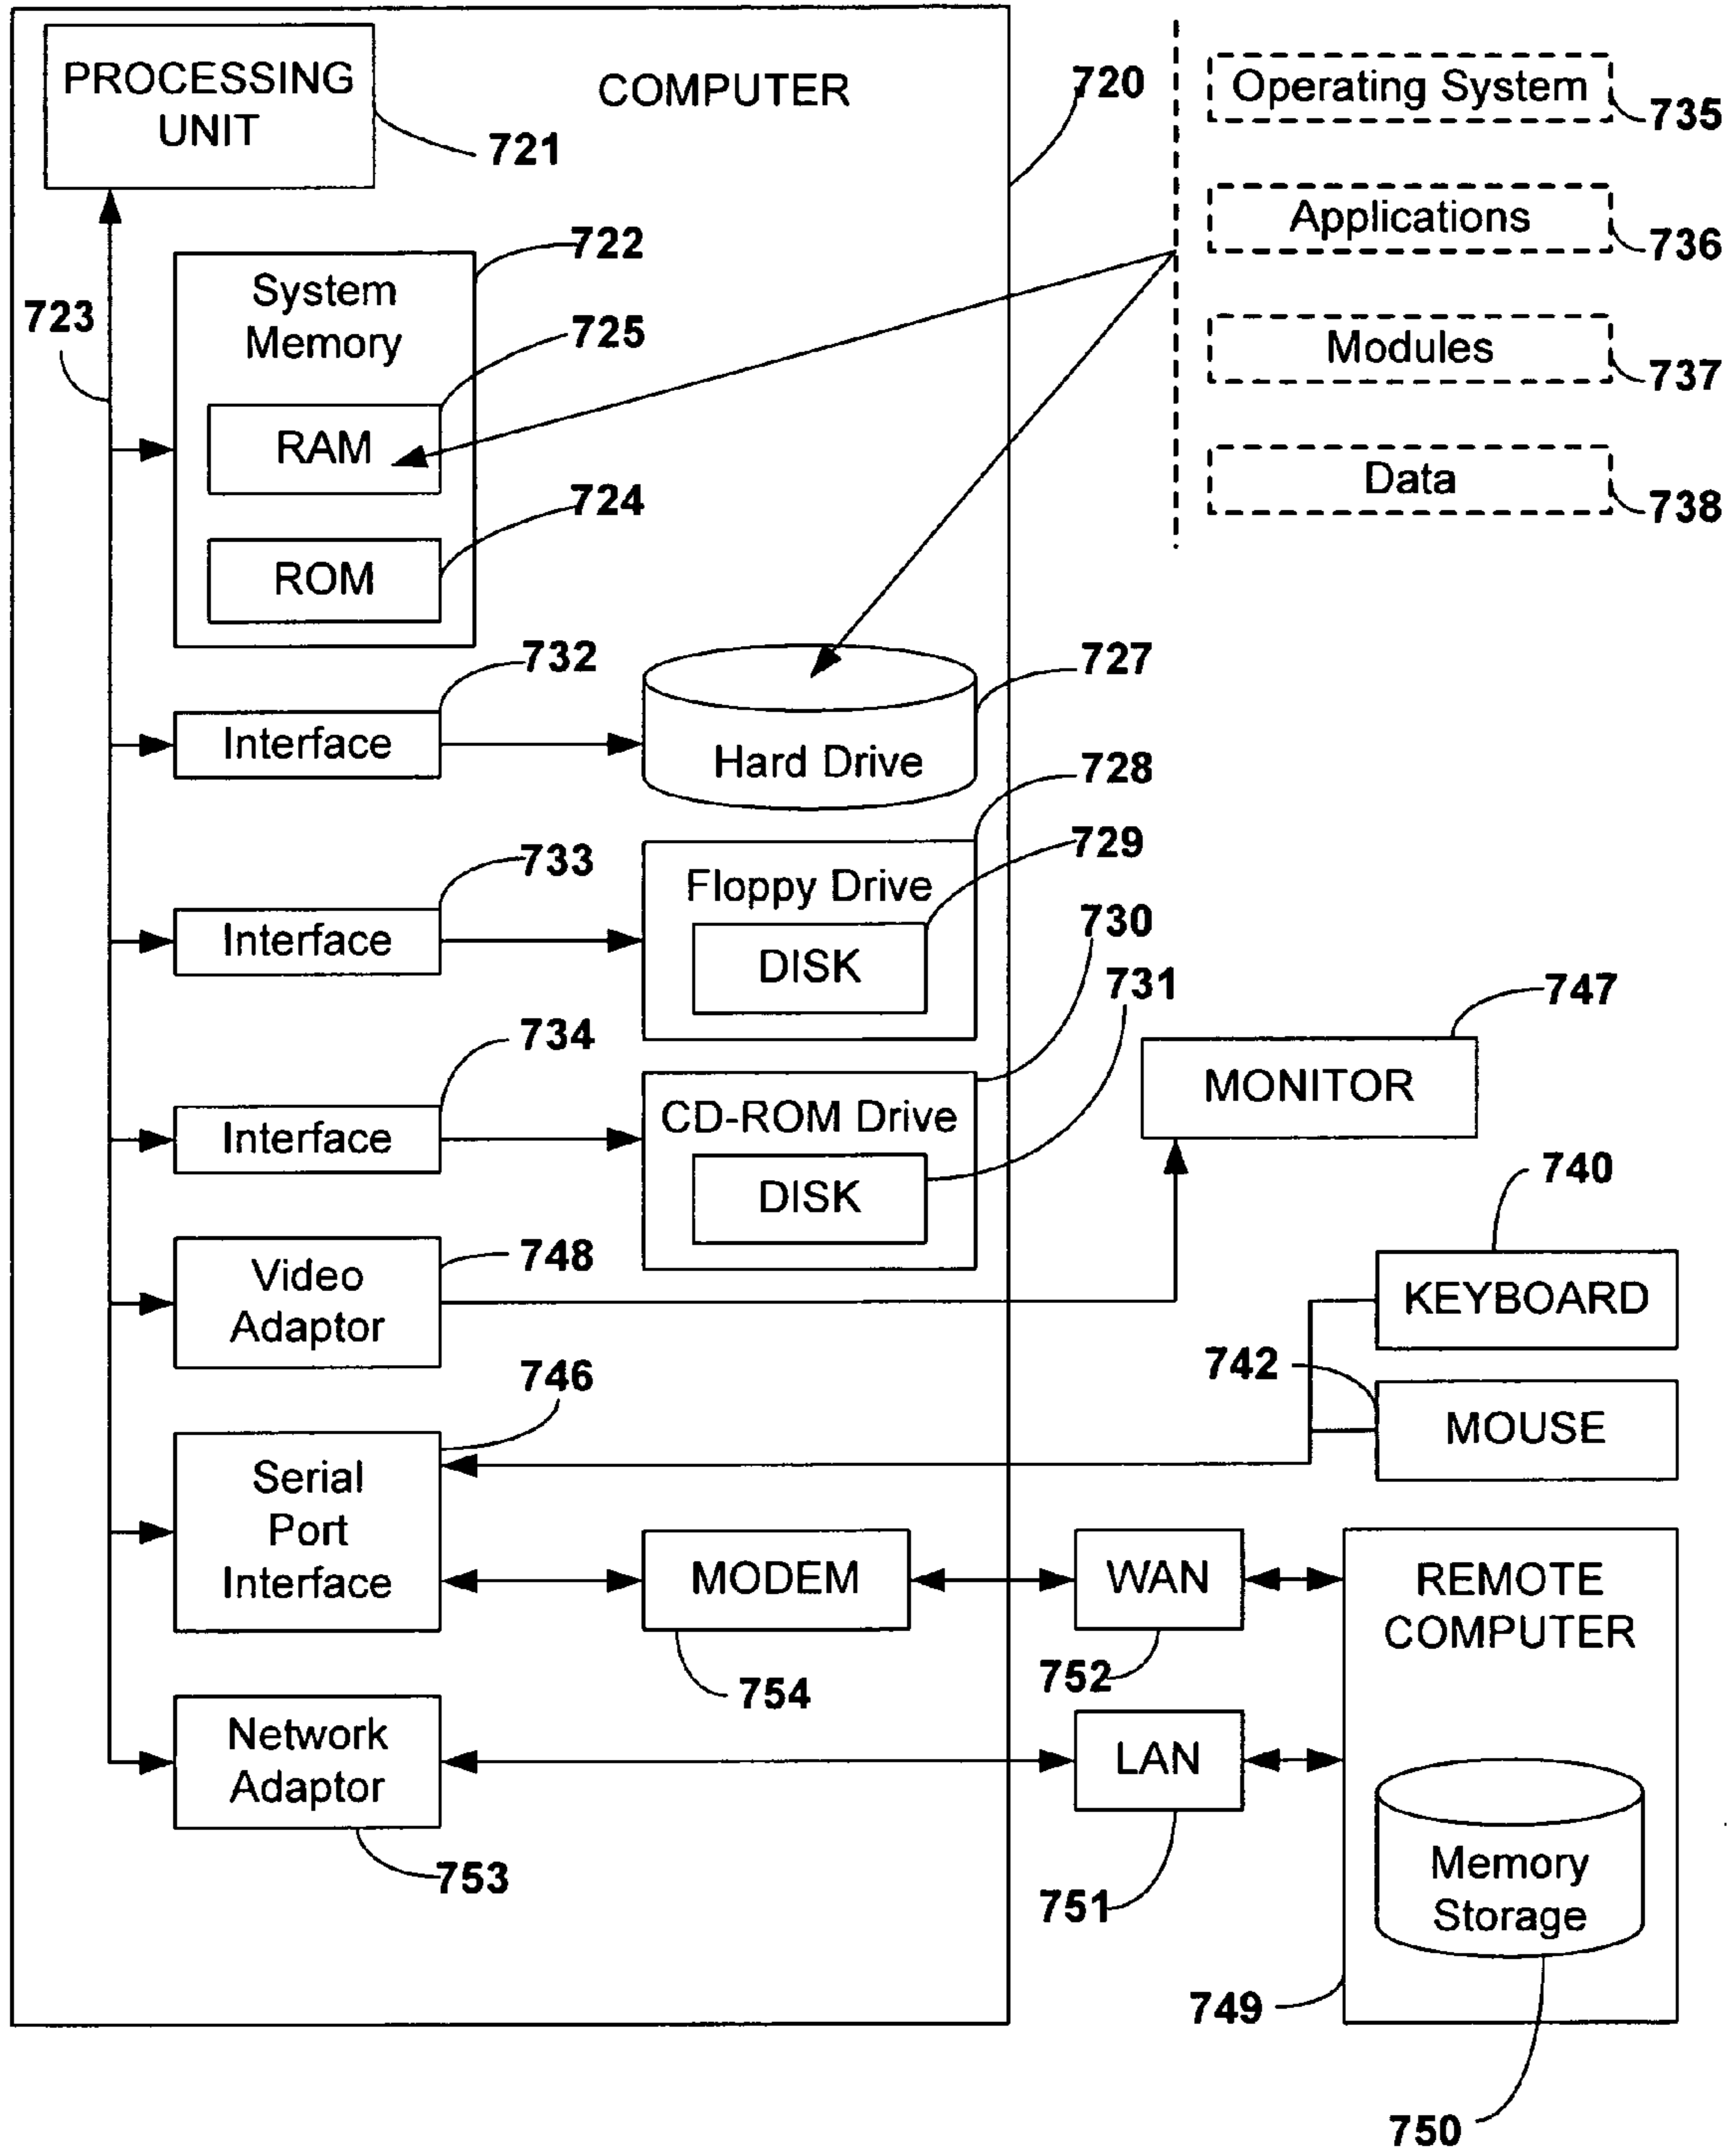 PROCESSING
UNIT
721
COMPUTER
720
Operating System
735
Applications
736
Modules
737
Data
738
723
System
Memory
722
RAM
725
ROM
724
Interface
732
Hard Drive
727
Interface
733
Floppy Drive
728
DISK
729
Interface
734
CD-ROM Drive
730
DISK
731
MONITOR
747
Video
Adaptor
748
KEYBOARD
740
MOUSE
742
Serial
Port
Interface
746
MODEM
754
WAN
752
REMOTE
COMPUTER
749
Network
Adaptor
753
LAN
751
Memory
Storage
750